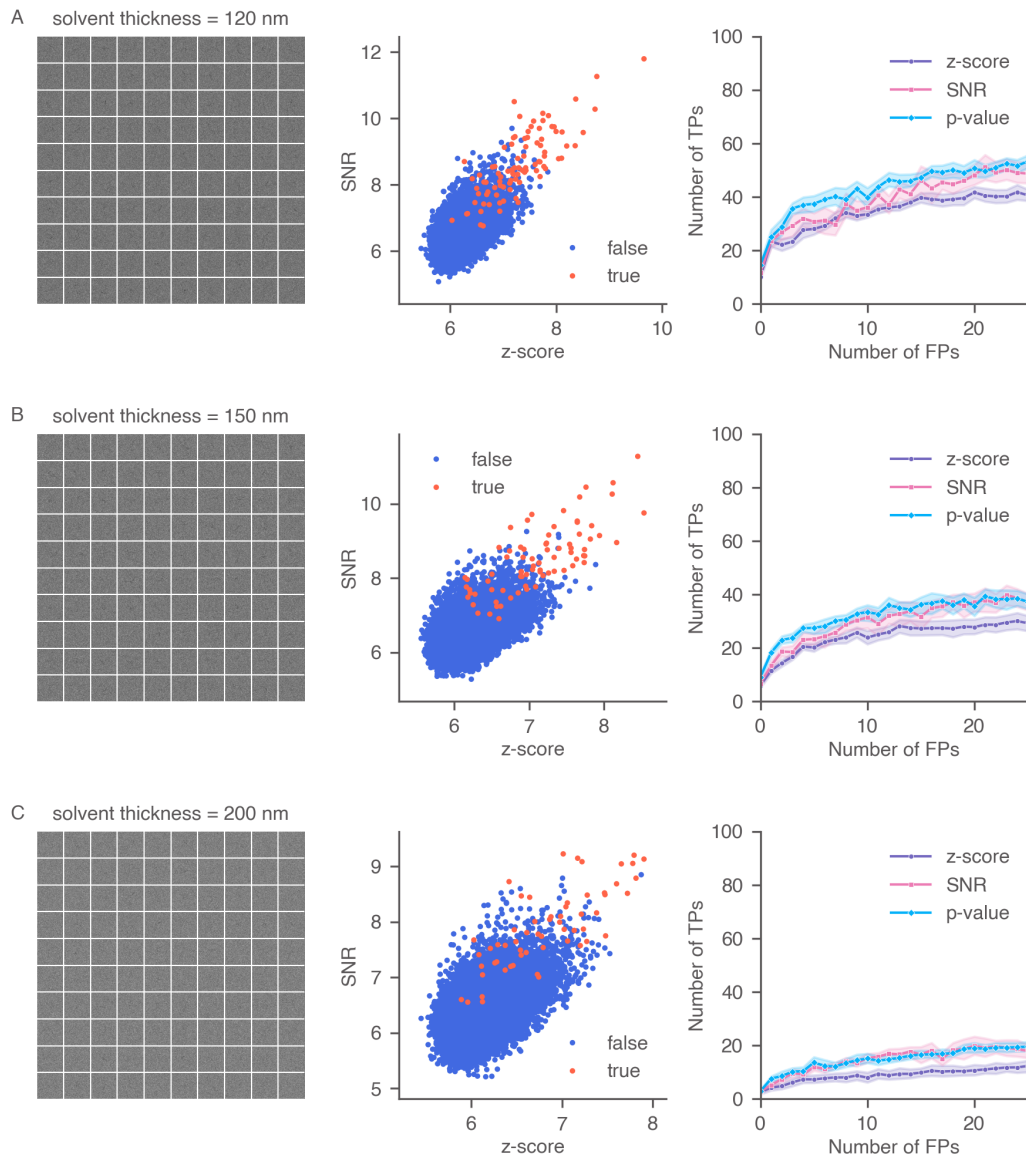 A
solvent thickness = 120 nm
SNR
12
10
8
6
6
8
10
z-score
false
true
Number of TPs
100
80
60
40
20
0
0
10
20
Number of FPs
z-score
SNR
p-value
B
solvent thickness = 150 nm
SNR
10
8
6
6
7
8
z-score
false
true
Number of TPs
100
80
60
40
20
0
0
10
20
Number of FPs
z-score
SNR
p-value
C
solvent thickness = 200 nm
SNR
9
8
7
6
5
6
7
8
z-score
false
true
Number of TPs
100
80
60
40
20
0
0
10
20
Number of FPs
z-score
SNR
p-value